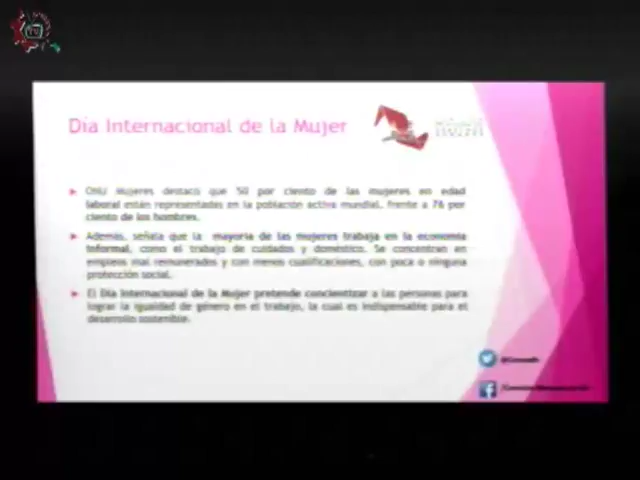 Día Internacional de la Mujer
ONU Mujeres destacó que 50 por ciento de las mujeres en edad
laboral están representadas en la población activa mundial, frente a 76 por
ciento de los hombres.
Además, señala que la mayoría de las mujeres trabaja en la economía
informal, como el trabajo de cuidados y doméstico. Se concentran en
empleos mal remunerados y con menos cualificaciones, con poca o ninguna
protección social.
El Día Internacional de la Mujer pretende concientizar a las personas para
lograr la igualdad de género en el trabajo, la cual es indispensable para el
desarrollo sostenible.